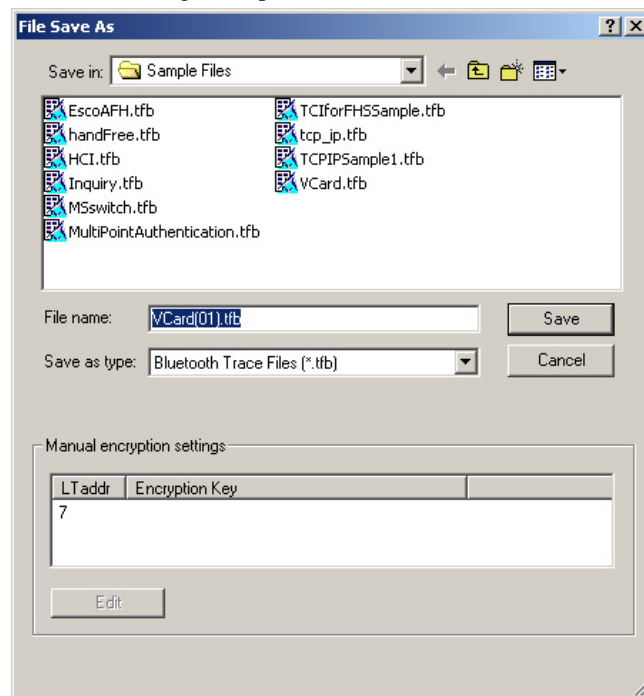 File Save As
Save in: Sample Files
EscoAFH.tfb
handFree.tfb
HCI.tfb
Inquiry.tfb
MSswitch.tfb
MultiPointAuthentication.tfb
TCIforFHSSample.tfb
tcp_ip.tfb
TCPIPSample1.tfb
VCard.tfb
File name: VCard(01).tfb Save
Save as type: Bluetooth Trace Files (*.tfb) Cancel
Manual encryption settings
LTaddr Encryption Key
7
Edit